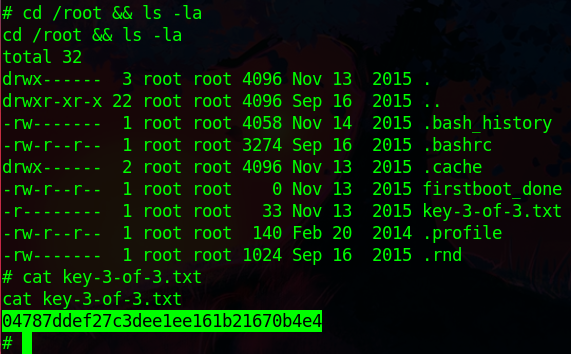 # cd /root && ls -la
cd /root && ls -la
total 32
drwx------  3 root root 4096 Nov 13  2015 .
drwxr-xr-x 22 root root 4096 Sep 16  2015 ..
-rw-------  1 root root 4058 Nov 14  2015 .bash_history
-rw-r--r--  1 root root 3274 Sep 16  2015 .bashrc
drwx------  2 root root 4096 Nov 13  2015 .cache
-rw-r--r--  1 root root    0 Nov 13  2015 firstboot_done
-r--------  1 root root   33 Nov 13  2015 key-3-of-3.txt
-rw-r--r--  1 root root  140 Feb 20  2014 .profile
-rw-------  1 root root 1024 Sep 16  2015 .rnd
# cat key-3-of-3.txt
cat key-3-of-3.txt
04787ddef27c3dee1ee161b21670b4e4
#